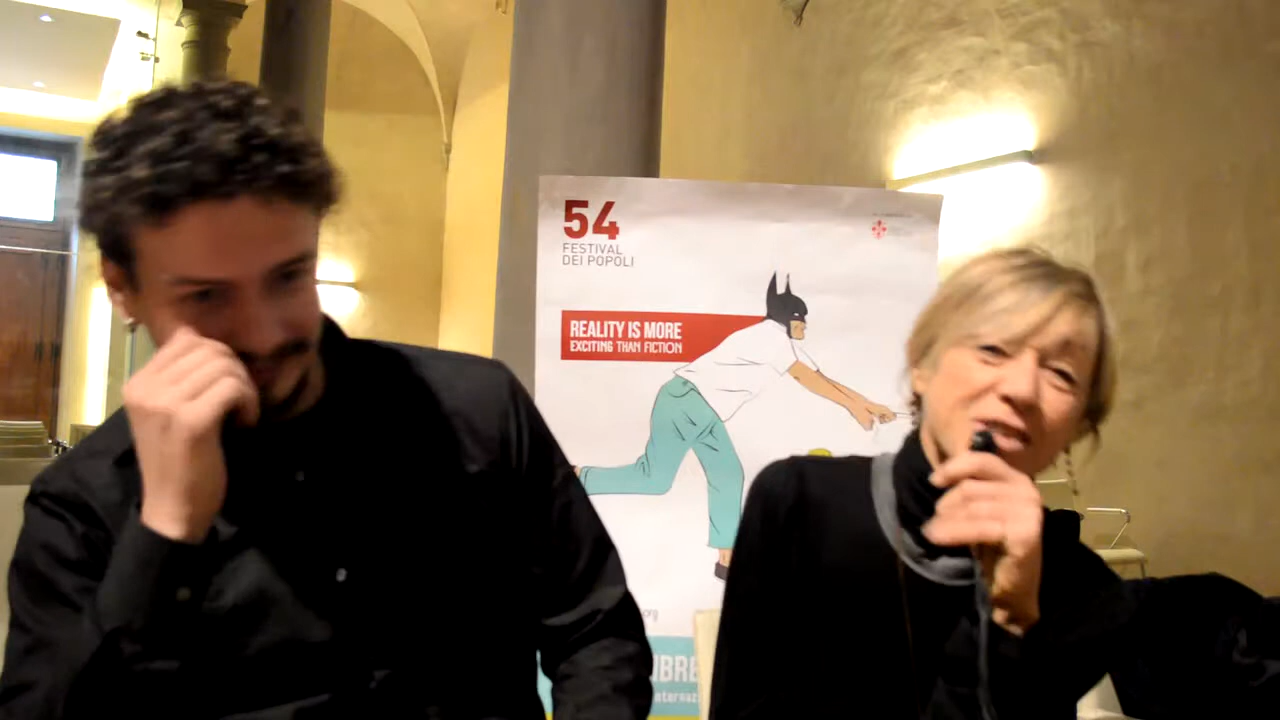 54
FESTIVAL
DEI POPOLI
REALITY IS MORE
EXCITING THAN FICTION